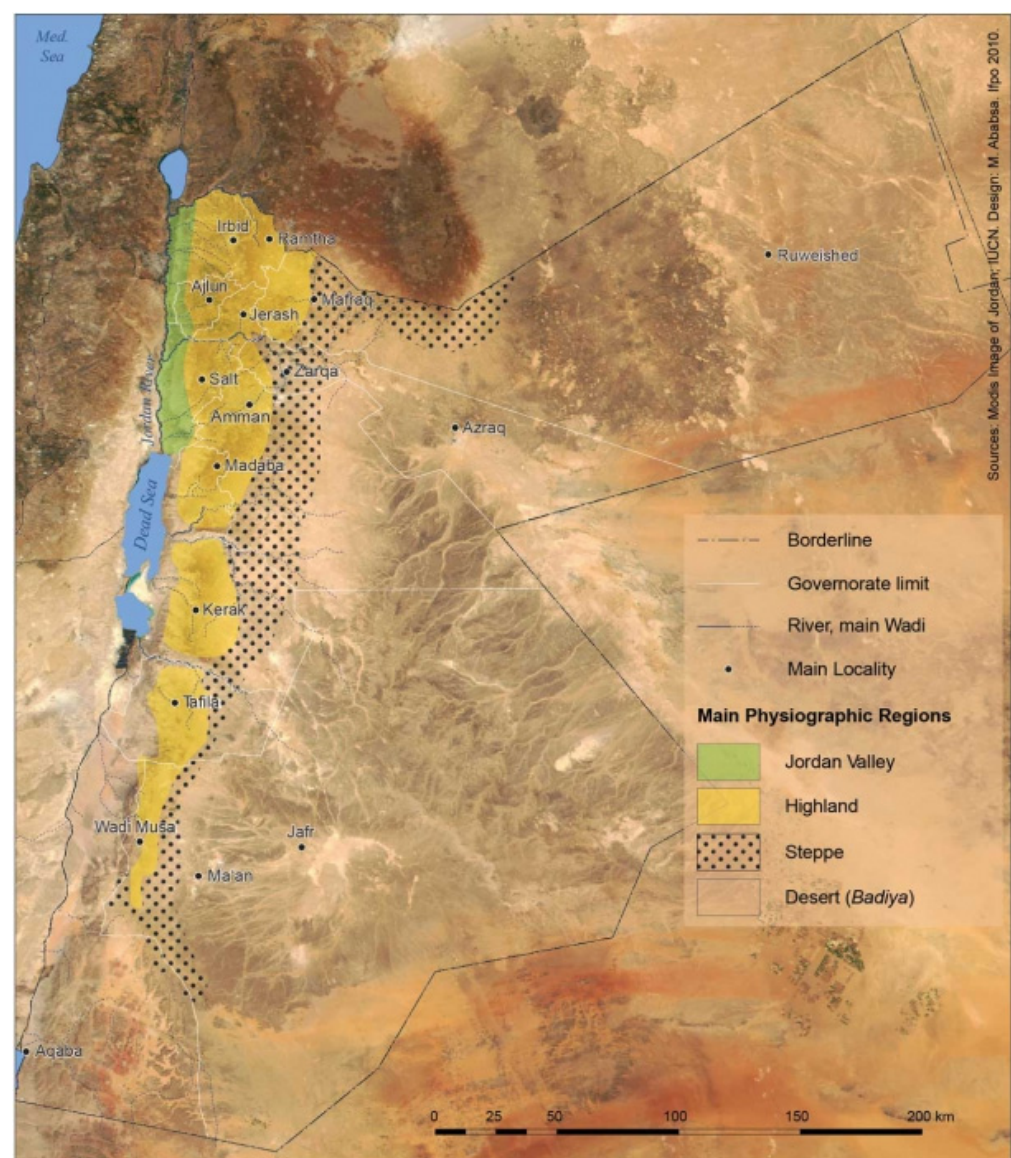 Med.
Sea
Sources: Modis Image of Jordan; IUCN. Design: M. Ababsa. Ifpo 2010.
Irbid
Ramtha
Ruweished
Ajlun
Mafraq
Jerash
Jordan River
Zarqa
Salt
Amman
Azraq
Madaba
Dead Sea
Kerak
Tafila
Wadi Musa
Jafr
Ma'an
Aqaba
Borderline
Governorate limit
River, main Wadi
Main Locality
Main Physiographic Regions
Jordan Valley
Highland
Steppe
Desert (Badiya)
0 25 50 100 150 200 km